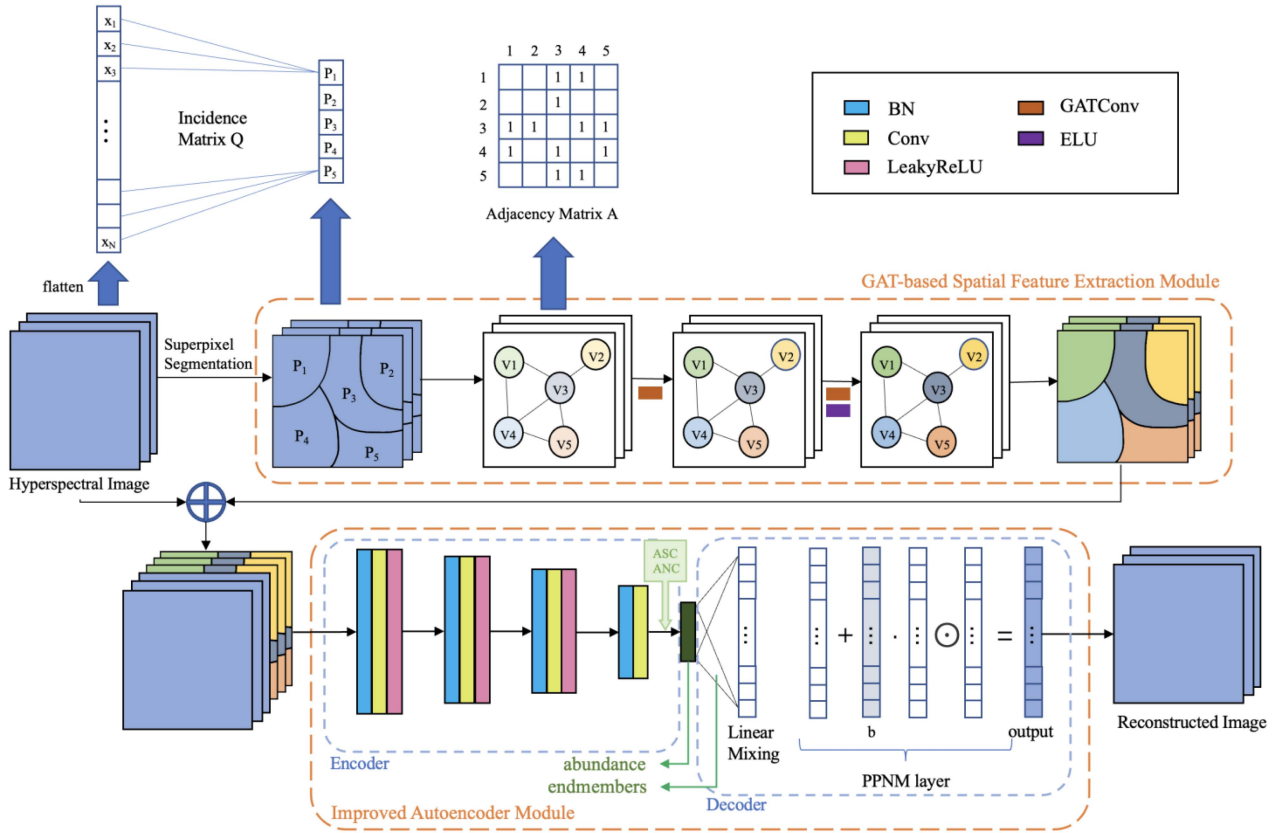 x1
x2
x3
⋮
xN
Incidence
Matrix Q
P1
P2
P3
P4
P5
1 2 3 4 5
1 1 1
2 1
3 1 1 1 1
4 1 1 1
5 1 1
Adjacency Matrix A
BN
Conv
LeakyReLU
GATConv
ELU
flatten
GAT-based Spatial Feature Extraction Module
Superpixel
Segmentation
P1
P2
P3
P4
P5
V1
V2
V3
V4
V5
V1
V2
V3
V4
V5
V1
V2
V3
V4
V5
Hyperspectral Image
ASC
ANC
⋮ + ⋮ · ⋮ ⊙ ⋮ = ⋮
Linear
Mixing
b
output
PPNM layer
Reconstructed Image
Encoder
abundance
endmembers
Decoder
Improved Autoencoder Module